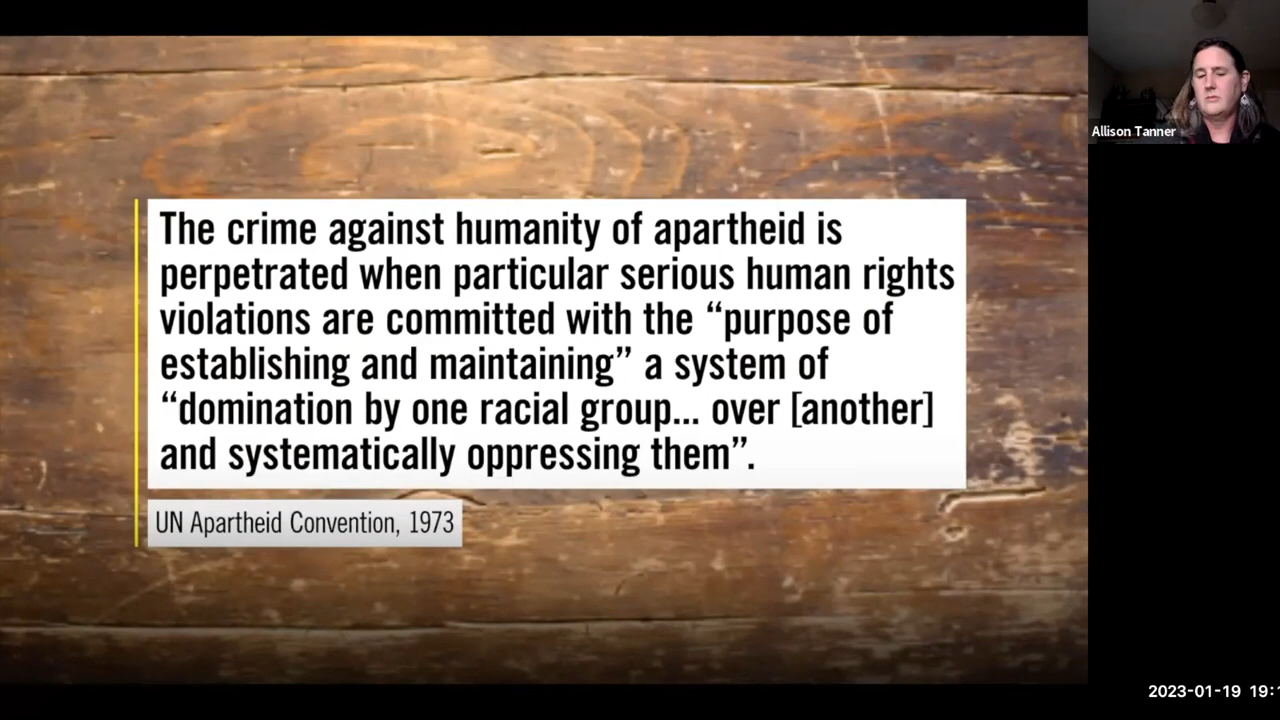 The crime against humanity of apartheid is
perpetrated when particular serious human rights
violations are committed with the “purpose of
establishing and maintaining” a system of
“domination by one racial group... over [another]
and systematically oppressing them”.
UN Apartheid Convention, 1973
Allison Tanner
2023-01-19 19: